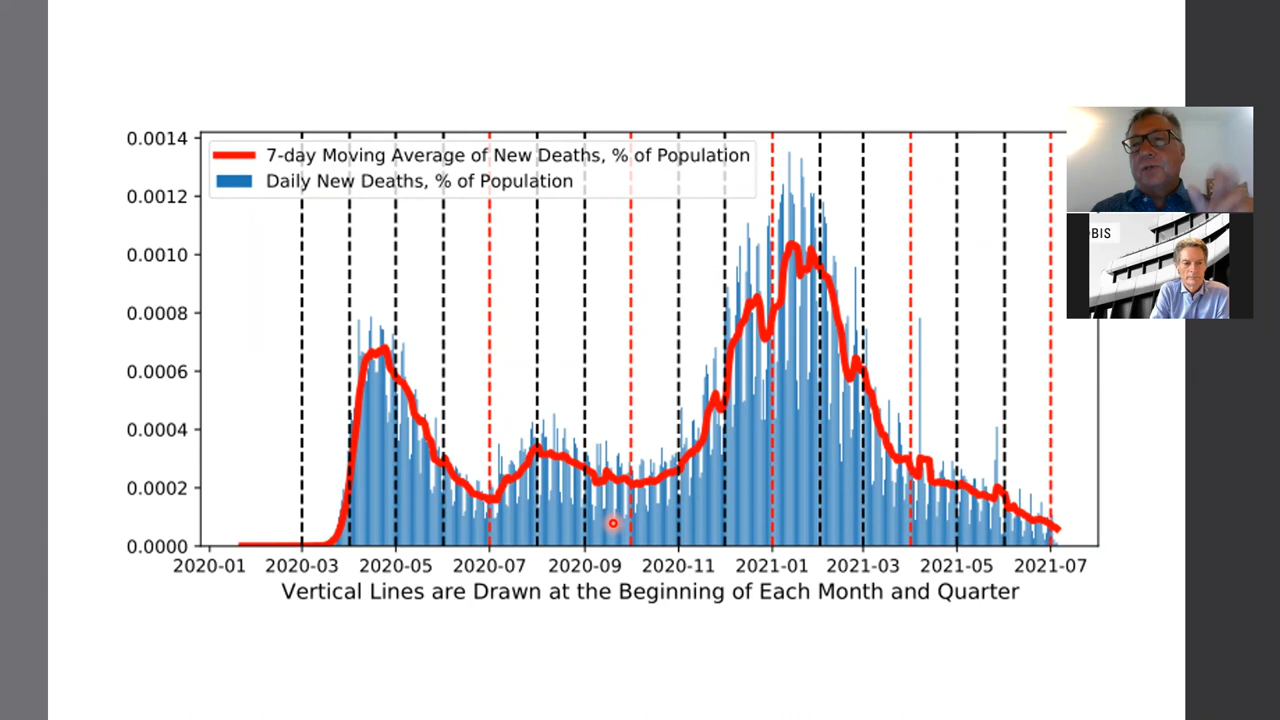 0.0014
0.0012
0.0010
0.0008
0.0006
0.0004
0.0002
0.0000
7-day Moving Average of New Deaths, % of Population
Daily New Deaths, % of Population
2020-01 2020-03 2020-05 2020-07 2020-09 2020-11 2021-01 2021-03 2021-05 2021-07
Vertical Lines are Drawn at the Beginning of Each Month and Quarter
BIS